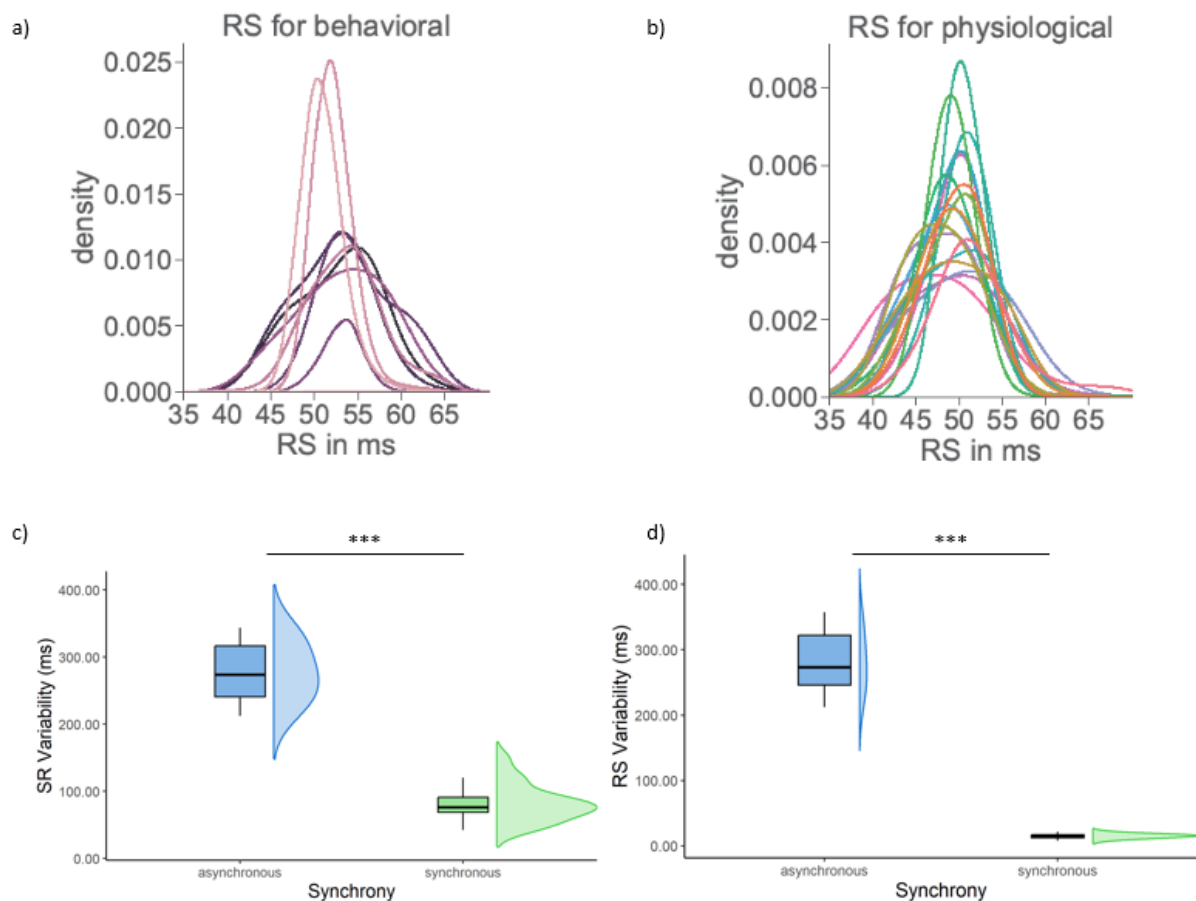 a)
RS for behavioral
0.025
0.020
0.015
0.010
0.005
0.000
density
35 40 45 50 55 60 65
RS in ms
b)
RS for physiological
0.008
0.006
0.004
0.002
0.000
density
35 40 45 50 55 60 65
RS in ms
c)
***
400.00
300.00
200.00
100.00
0.00
SR Variability (ms)
asynchronous synchronous
Synchrony
d)
***
400.00
300.00
200.00
100.00
0.00
RS Variability (ms)
asynchronous synchronous
Synchrony